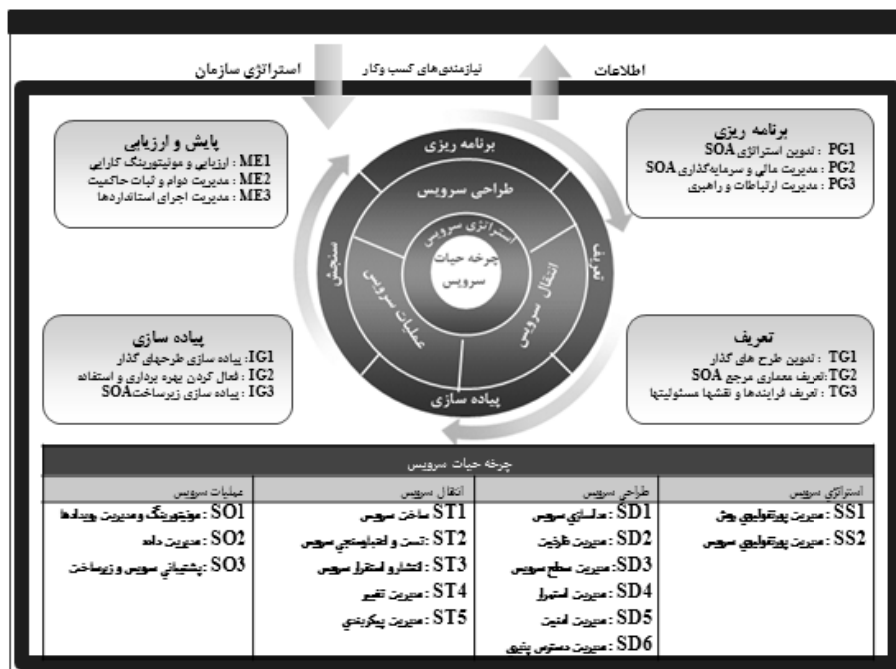 استراتژی سازمان
نیازمندی‌های کسب وکار
اطلاعات
برنامه ریزی
PG1 : تدوین استراتژی SOA
PG2 : مدیریت مالی و سرمایه‌گذاری SOA
PG3 : مدیریت ارتباطات و راهبری
پایش و ارزیابی
ME1 : ارزیابی و مونیتورینگ کارایی
ME2 : مدیریت دوام و ثبات حاکمیت
ME3 : مدیریت اجرای استانداردها
برنامه ریزی
تعریف
پیاده سازی
سنجش
طراحی سرویس
انتقال سرویس
عملیات سرویس
استراتژی سرویس
چرخه حیات
سرویس
تعریف
TG1 : تدوین طرح های گذار
TG2 :تعریف معماری مرجع SOA
TG3 : تعریف فرایندها و نقشها مسئولیتها
پیاده سازی
IG1: پیاده سازی طرحهای گذار
IG2 : فعال کردن بهره برداری و استفاده
IG3 : پیاده سازی زیرساختSOA
چرخه حیات سرویس
استراتژی سرویس
SS1 : مدیریت پورتفولیوی روش
SS2 : مدیریت پورتفولیوی سرویس
طراحی سرویس
SD1 : مدلسازی سرویس
SD2 : مدیریت ظرفیت
SD3 :مدیریت سطح سرویس
SD4 : مدیریت استمرار
SD5 : مدیریت امنیت
SD6 : مدیریت دسترس پذیری
انتقال سرویس
ST1 ساخت سرویس
ST2 : تست و اعتبارسنجی سرویس
ST3 : انتشار و استقرار سرویس
ST4 : مدیریت تغییر
ST5 : مدیریت پیکربندی
عملیات سرویس
SO1 : مونیتورینگ و مدیریت رویدادها
SO2 : مدیریت داده
SO3 : پشتیبانی سرویس و زیرساخت